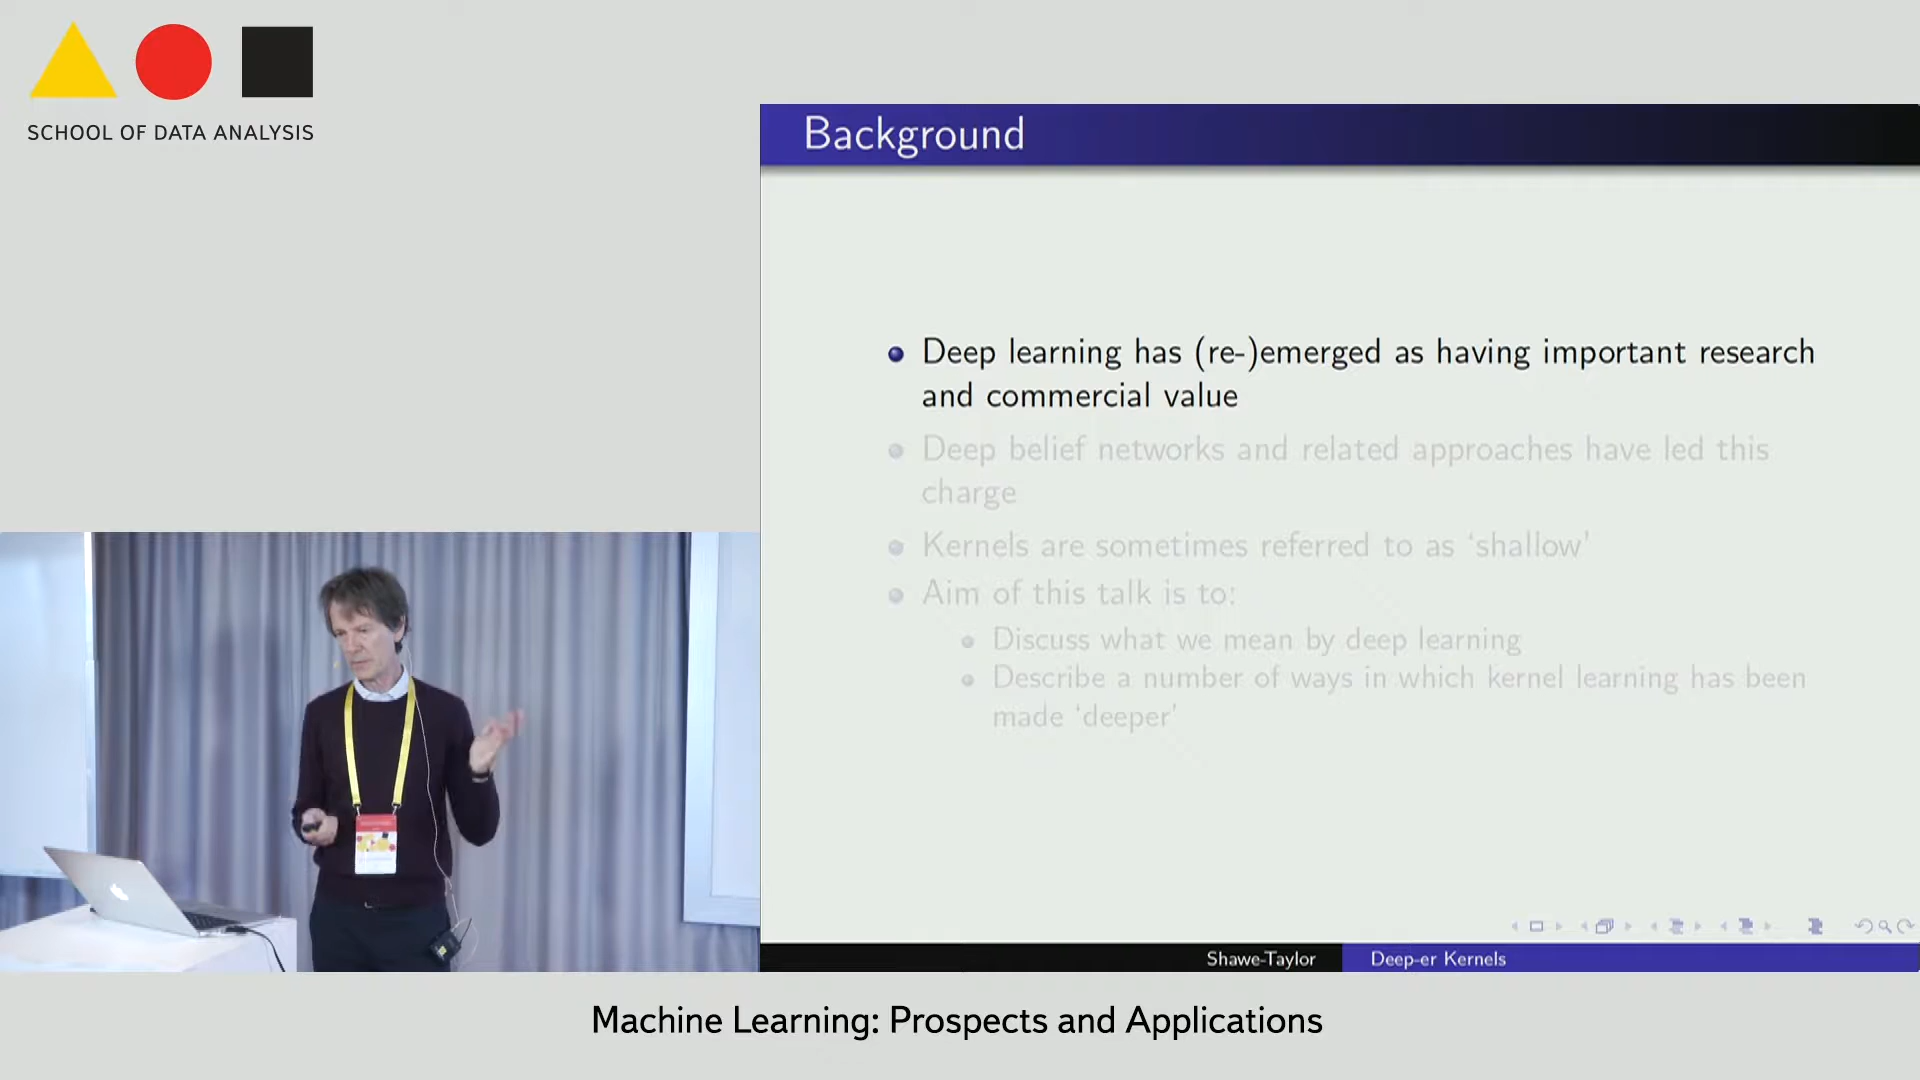 SCHOOL OF DATA ANALYSIS
Background
Deep learning has (re-)emerged as having important research
and commercial value
Deep belief networks and related approaches have led this
charge
Kernels are sometimes referred to as ‘shallow’
Aim of this talk is to:
Discuss what we mean by deep learning
Describe a number of ways in which kernel learning has been
made ‘deeper’
Shawe-Taylor
Deep-er Kernels
Machine Learning: Prospects and Applications